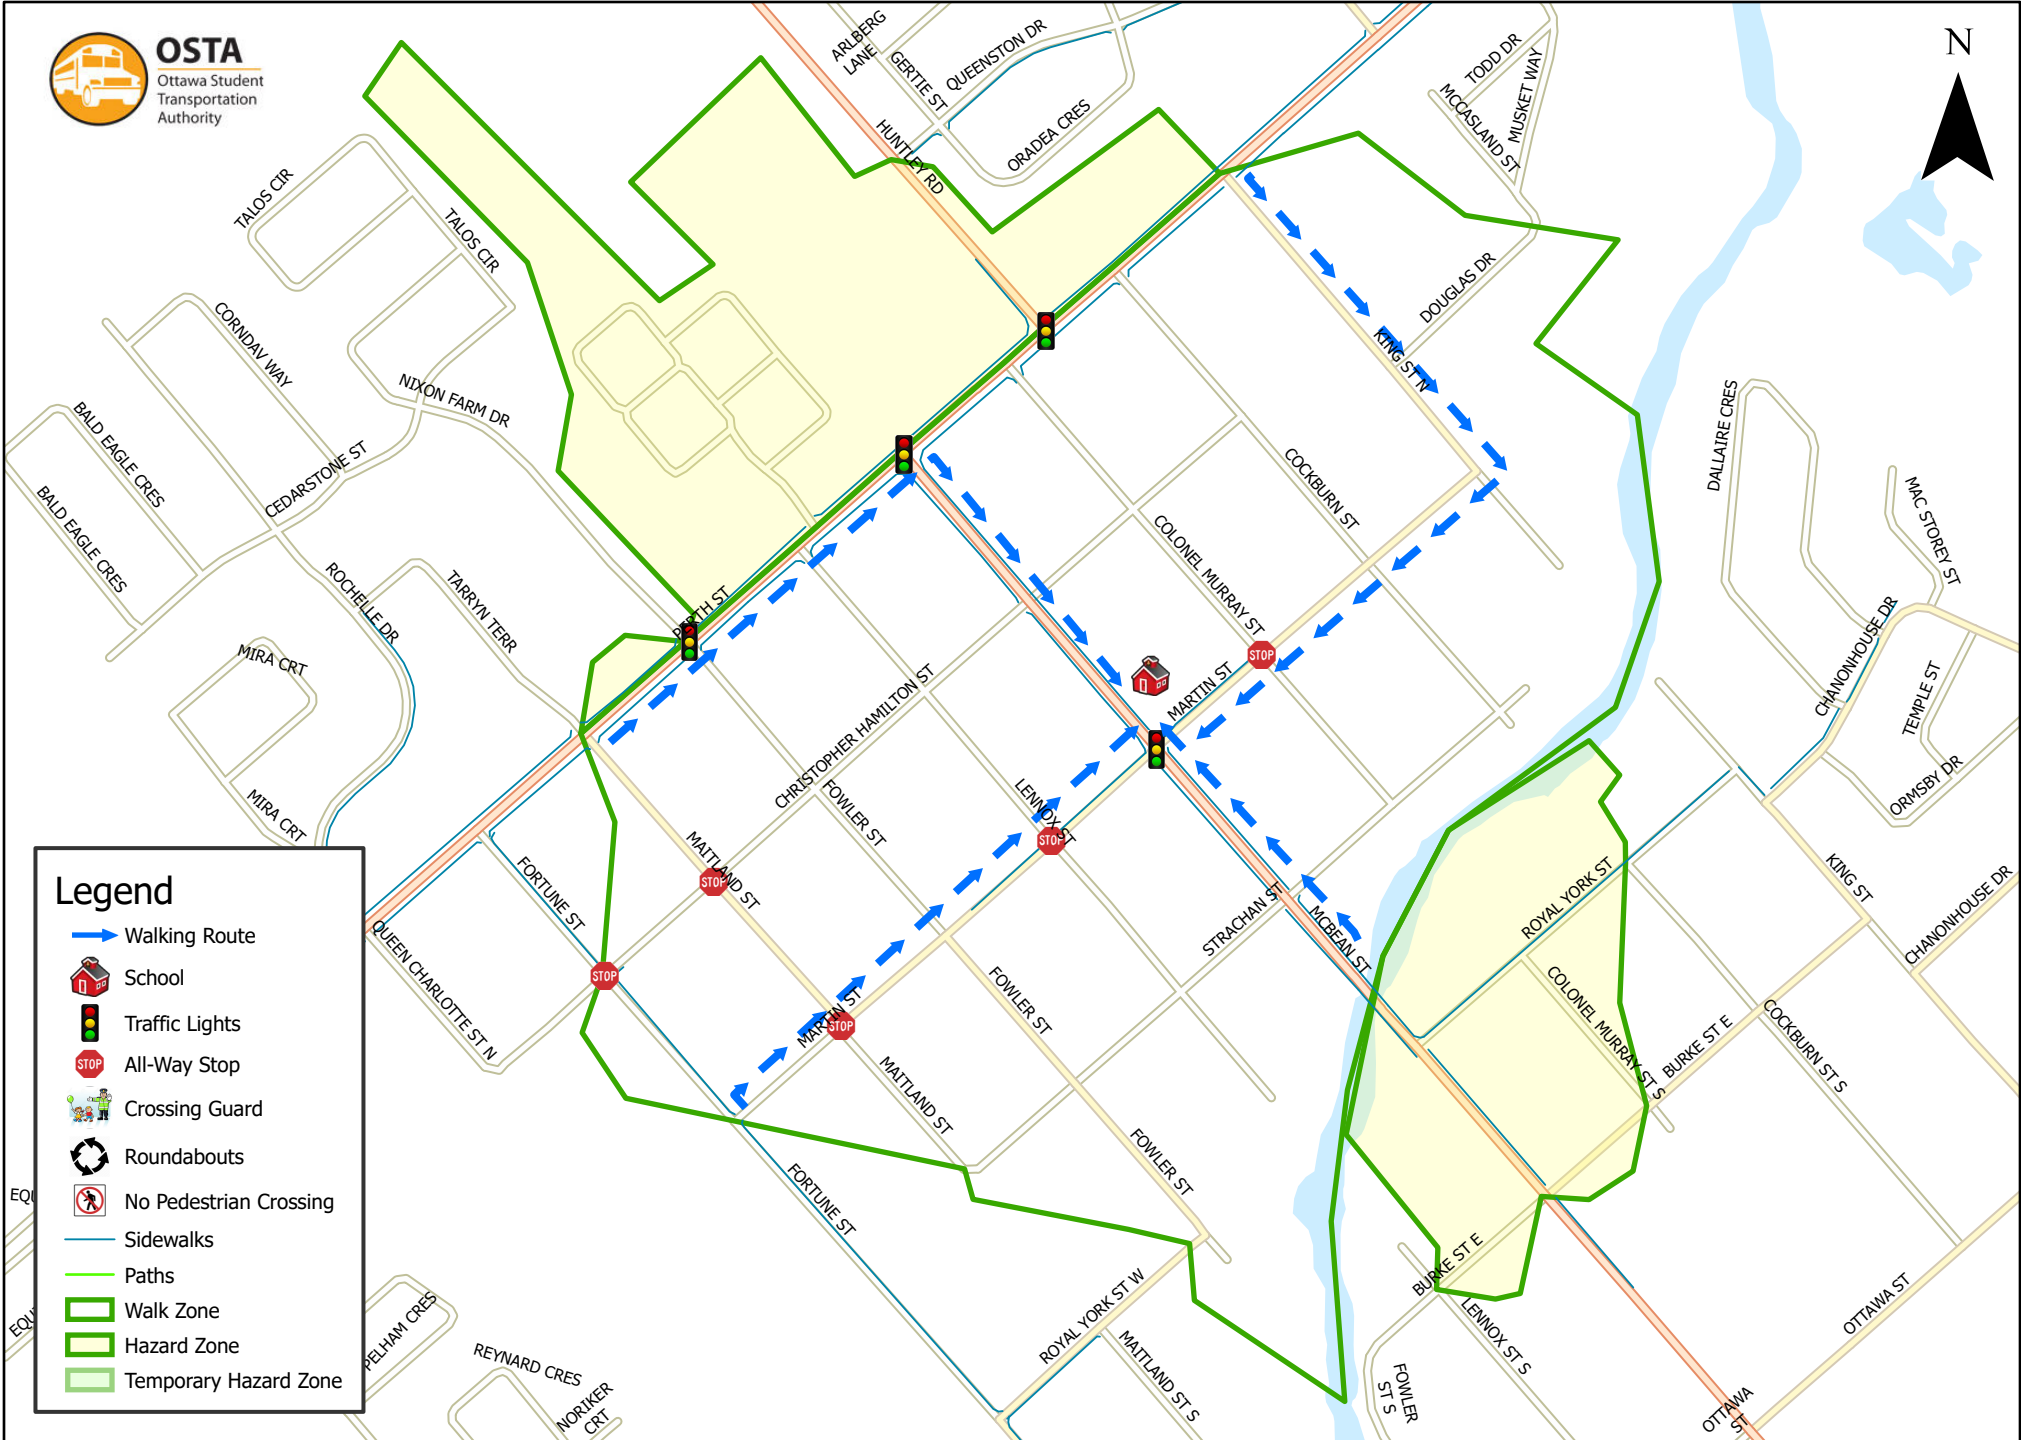 OSTA
Ottawa Student
Transportation
Authority
N
ARLBERG
LANE
GERTIE ST
QUEENSTON DR
ORADEA CRES
HUNTLEY RD
TODD DR
MCCASLAND ST
MUSKET WAY
DOUGLAS DR
KING ST N
TALOS CIR
TALOS CIR
CORNDAV WAY
NIXON FARM DR
BALD EAGLE CRES
BALD EAGLE CRES
CEDARSTONE ST
ROCHELLE DR
TARRYN TERR
MIRA CRT
MIRA CRT
PERTH ST
COCKBURN ST
COLONEL MURRAY ST
MARTIN ST
CHRISTOPHER HAMILTON ST
FOWLER ST
LENNOX ST
MAITLAND ST
FORTUNE ST
QUEEN CHARLOTTE ST N
STOP
STOP
STOP
STOP
STOP
MARTIN ST
MAITLAND ST
FOWLER ST
FOWLER ST
STRACHAN ST
MCBEAN ST
FORTUNE ST
ROYAL YORK ST W
MAITLAND ST S
DALLAIRE CRES
MAC STOREY ST
CHANONHOUSE DR
TEMPLE ST
ORMSBY DR
KING ST
CHANONHOUSE DR
ROYAL YORK ST
COLONEL MURRAY ST S
BURKE ST E
COCKBURN ST S
BURKE ST E
LENNOX ST S
FOWLER
ST S
OTTAWA ST
OTTAWA
ST
PELHAM CRES
REYNARD CRES
NORIKER
CRT
Legend
Walking Route
School
Traffic Lights
STOP All-Way Stop
Crossing Guard
Roundabouts
No Pedestrian Crossing
Sidewalks
Paths
Walk Zone
Hazard Zone
Temporary Hazard Zone